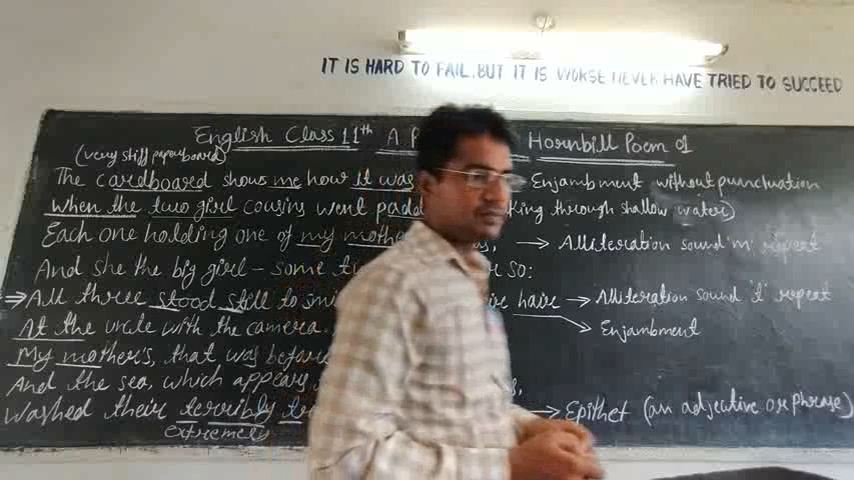 IT IS HARD TO FAIL, BUT IT IS WORSE NEVER HAVE TRIED TO SUCCEED
English Class 11th A P Hornbill Poem 01
(very stiff paperboard)
The cardboard shows me how it was Enjambment without punctuation
when the two girl cousins went padd king through shallow water)
Each one holding one of my mothe → Alliteration sound 'm' repeat
And she the big girl - some t r so:
⇒ All three stood still to smi hair → Alliteration sound 't' repeat
At the uncle with the camera. → Enjambment
My mother's, that was before
And the sea, which appears
Washed their terribly tr → Epithet (an adjective or phrase)
extremely